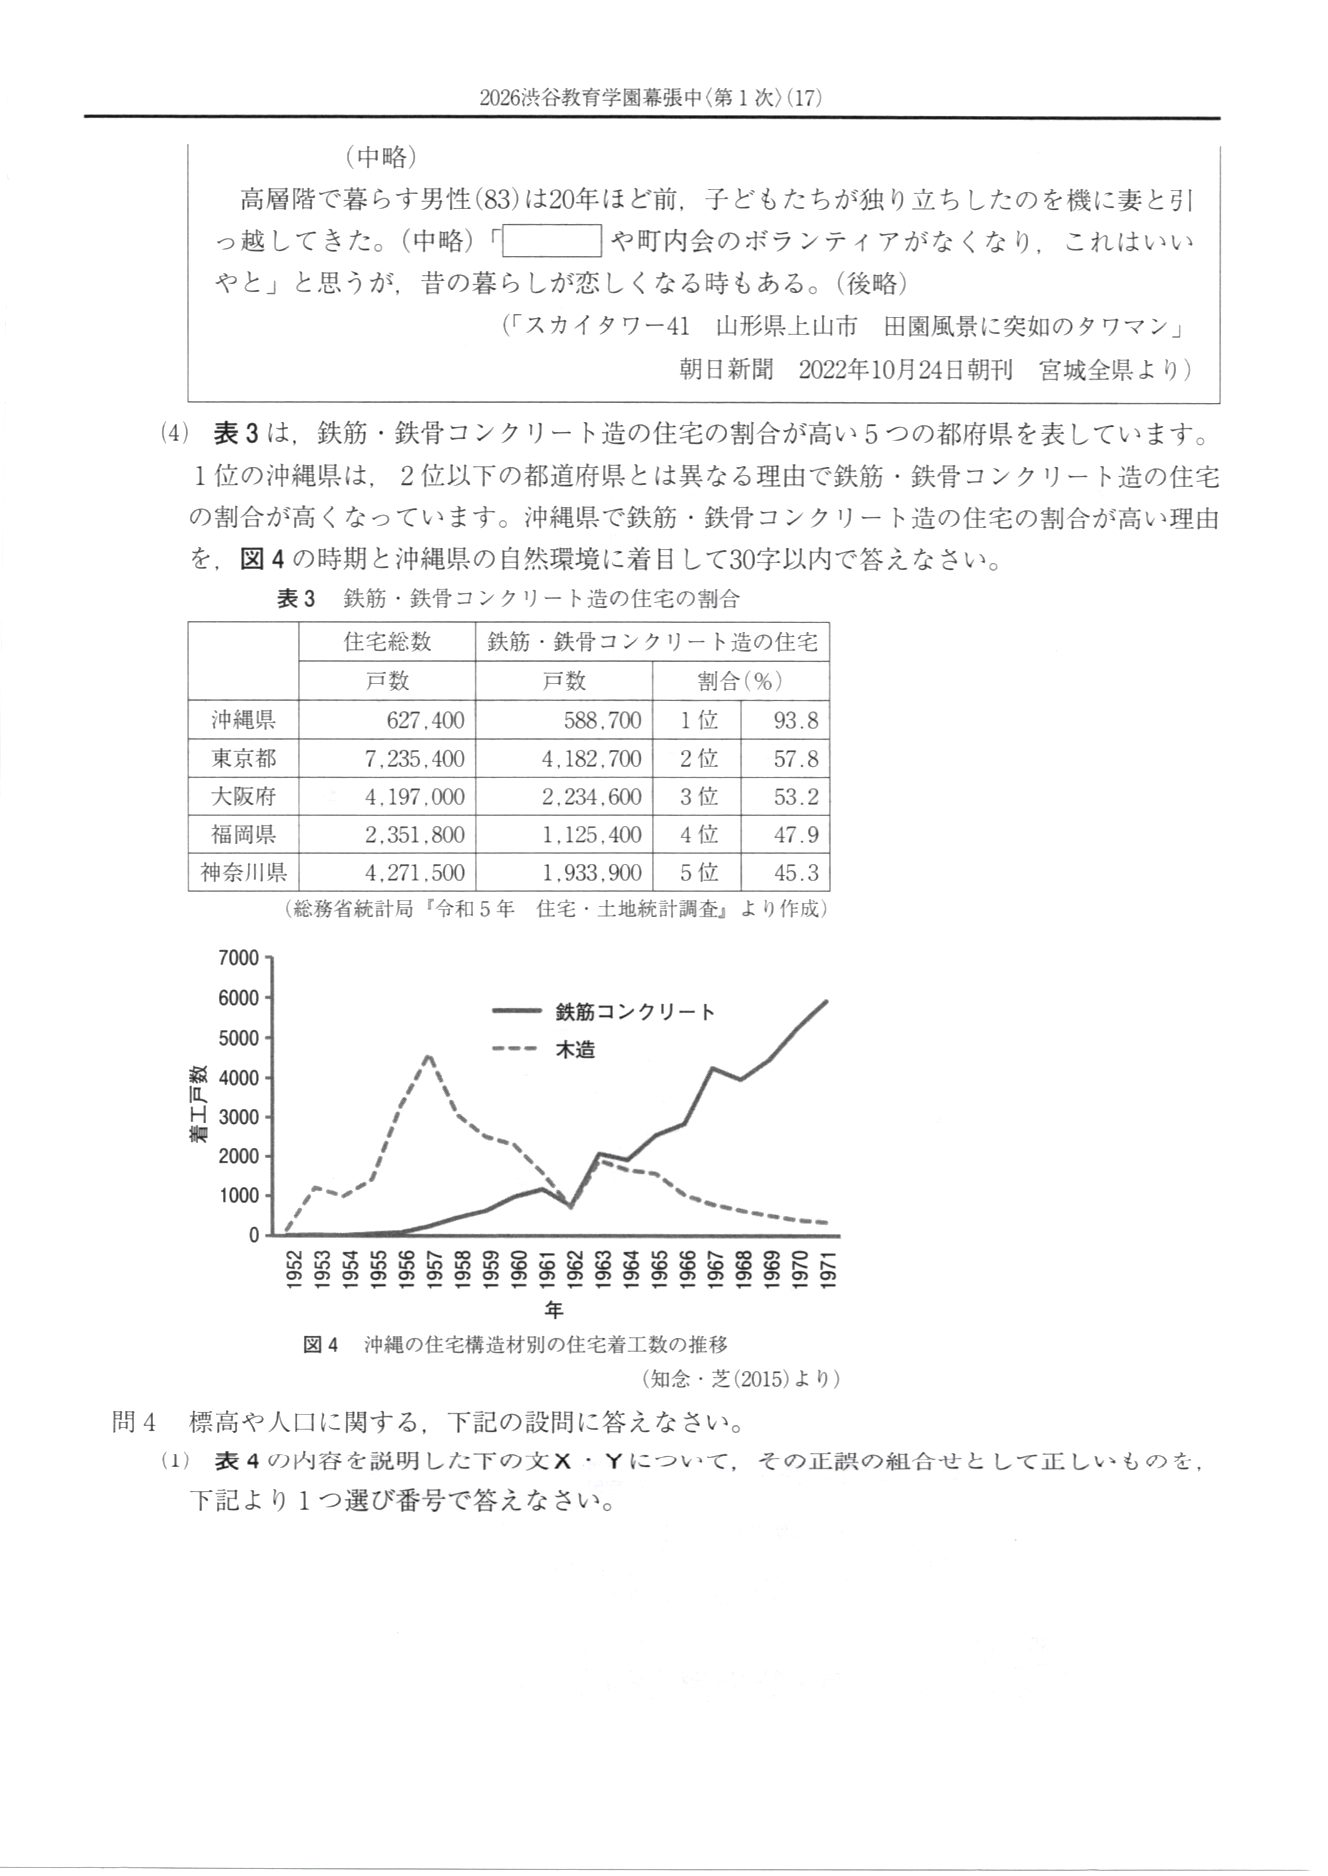 2026渋谷教育学園幕張中〈第1次〉(17)
(中略)
高層階で暮らす男性(83)は20年ほど前，子どもたちが独り立ちしたのを機に妻と引
っ越してきた。(中略)「　　　や町内会のボランティアがなくなり，これはいい
やと」と思うが，昔の暮らしが恋しくなる時もある。(後略)
(「スカイタワー41　山形県上山市　田園風景に突如のタワマン」
朝日新聞　2022年10月24日朝刊　宮城全県より)
(4)　表3は，鉄筋・鉄骨コンクリート造の住宅の割合が高い5つの都府県を表しています。
1位の沖縄県は，2位以下の都道府県とは異なる理由で鉄筋・鉄骨コンクリート造の住宅
の割合が高くなっています。沖縄県で鉄筋・鉄骨コンクリート造の住宅の割合が高い理由
を，図4の時期と沖縄県の自然環境に着目して30字以内で答えなさい。
表3　鉄筋・鉄骨コンクリート造の住宅の割合
住宅総数　鉄筋・鉄骨コンクリート造の住宅
戸数　戸数　割合(%)
沖縄県　627,400　588,700　1位　93.8
東京都　7,235,400　4,182,700　2位　57.8
大阪府　4,197,000　2,234,600　3位　53.2
福岡県　2,351,800　1,125,400　4位　47.9
神奈川県　4,271,500　1,933,900　5位　45.3
(総務省統計局『令和5年　住宅・土地統計調査』より作成)
7000
6000
5000
4000
3000
2000
1000
0
着工戸数
鉄筋コンクリート
木造
1952 1953 1954 1955 1956 1957 1958 1959 1960 1961 1962 1963 1964 1965 1966 1967 1968 1969 1970 1971
年
図4　沖縄の住宅構造材別の住宅着工数の推移
(知念・芝(2015)より)
問4　標高や人口に関する，下記の設問に答えなさい。
(1)　表4の内容を説明した下の文X・Yについて，その正誤の組合せとして正しいものを，
下記より1つ選び番号で答えなさい。